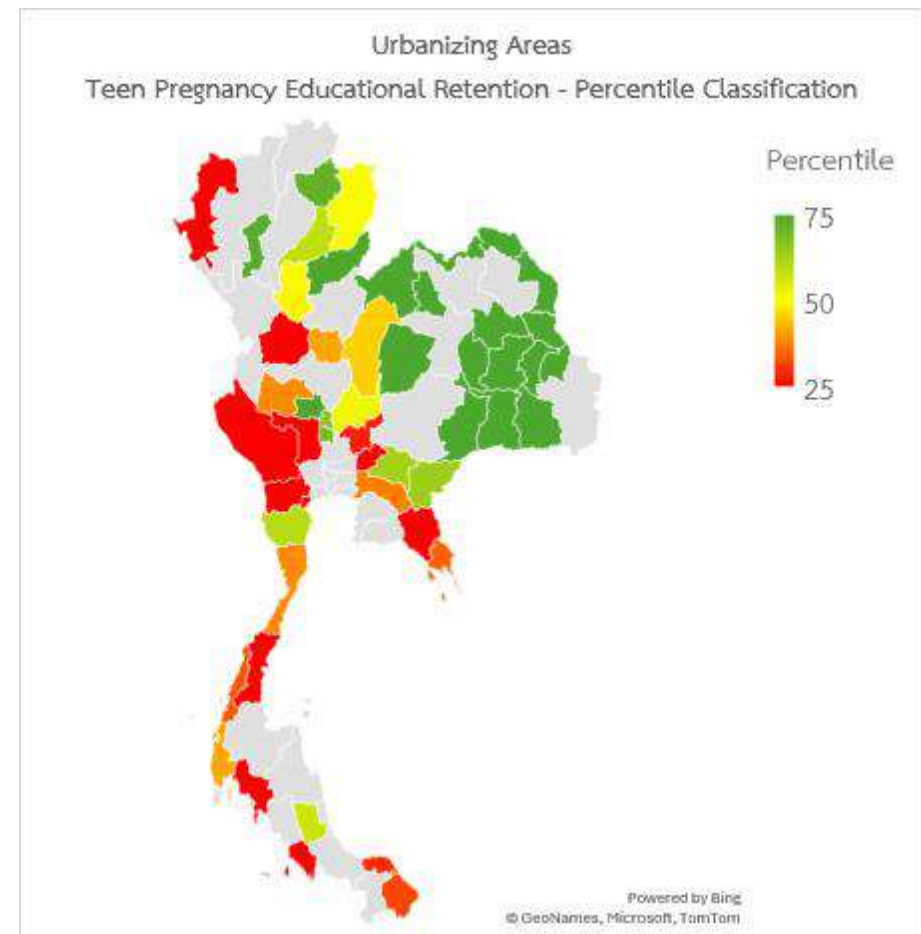 Urbanizing Areas
Teen Pregnancy Educational Retention - Percentile Classification
Percentile
75
50
25
Powered by Bing
© GeoNames, Microsoft, TomTom